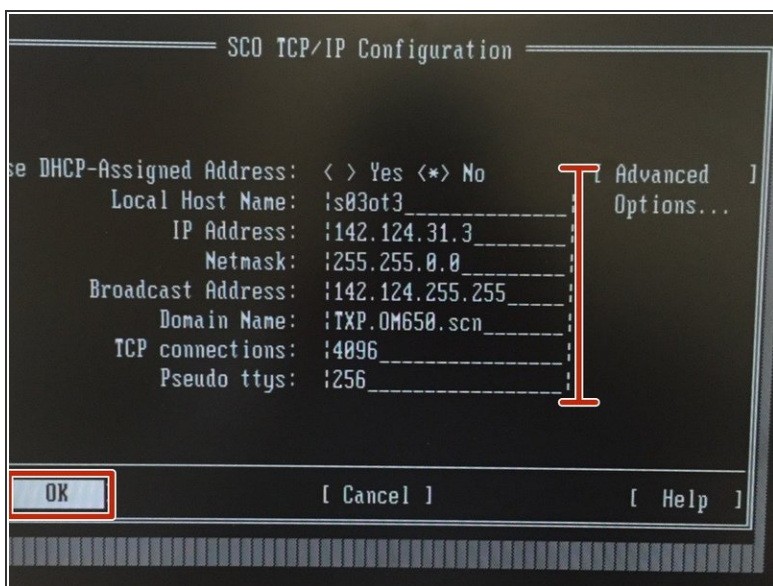 SCO TCP/IP Configuration
se DHCP-Assigned Address: < > Yes <*> No [ Advanced ]
Local Host Name: s03ot3 Options...
IP Address: 142.124.31.3
Netmask: 255.255.0.0
Broadcast Address: 142.124.255.255
Domain Name: TXP.OM650.scn
TCP connections: 4096
Pseudo ttys: 256
OK [ Cancel ] [ Help ]